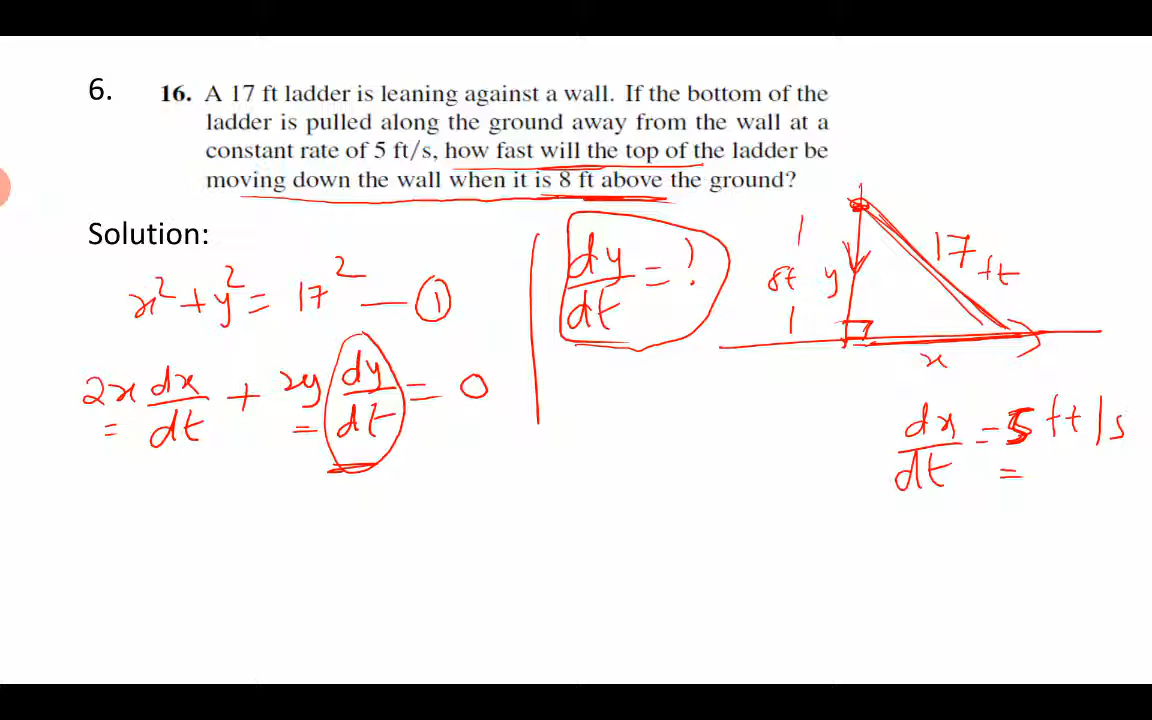 6.
16. A 17 ft ladder is leaning against a wall. If the bottom of the
ladder is pulled along the ground away from the wall at a
constant rate of 5 ft/s, how fast will the top of the ladder be
moving down the wall when it is 8 ft above the ground?
Solution:
x² + y² = 17² — ①
2x dx/dt + 2y dy/dt = 0
dy/dt = ?
17 ft
8t y
x
dx/dt = 5 ft/s